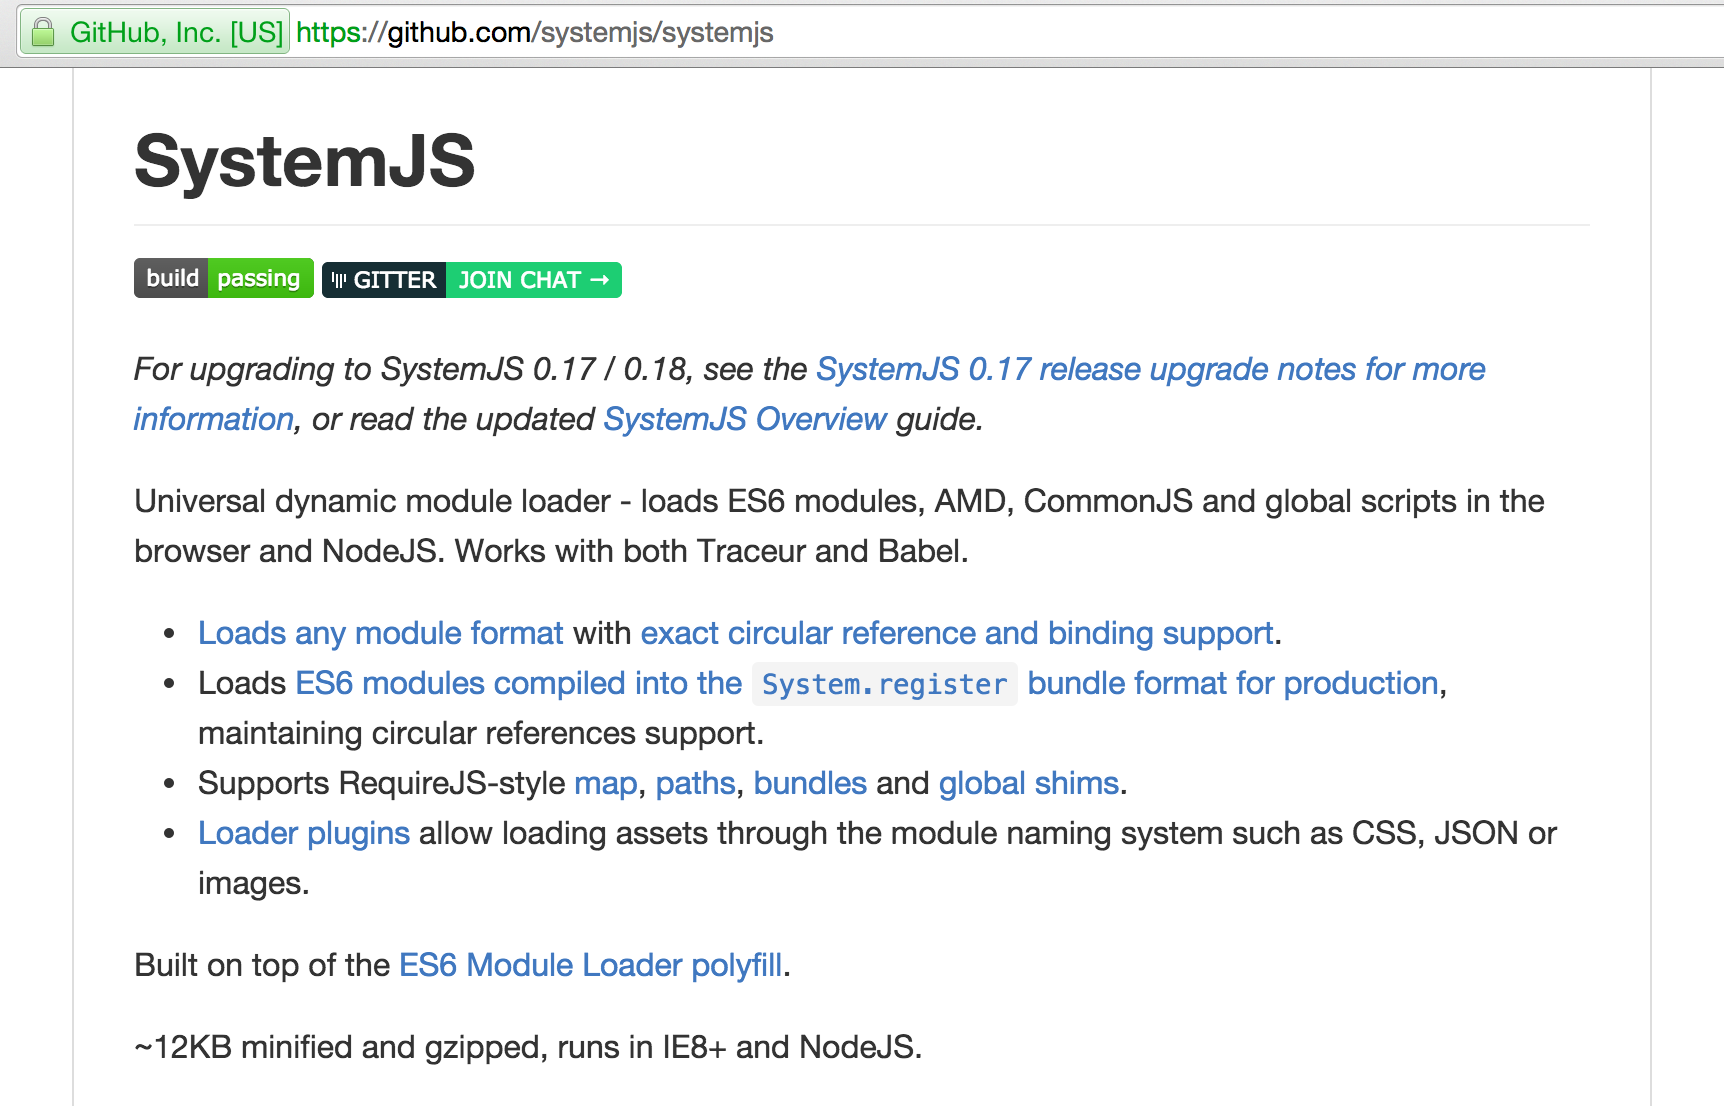 GitHub, Inc. [US] https://github.com/systemjs/systemjs
SystemJS
build passing GITTER JOIN CHAT →
For upgrading to SystemJS 0.17 / 0.18, see the SystemJS 0.17 release upgrade notes for more
information, or read the updated SystemJS Overview guide.
Universal dynamic module loader - loads ES6 modules, AMD, CommonJS and global scripts in the
browser and NodeJS. Works with both Traceur and Babel.
• Loads any module format with exact circular reference and binding support.
• Loads ES6 modules compiled into the System.register bundle format for production,
maintaining circular references support.
• Supports RequireJS-style map, paths, bundles and global shims.
• Loader plugins allow loading assets through the module naming system such as CSS, JSON or
images.
Built on top of the ES6 Module Loader polyfill.
~12KB minified and gzipped, runs in IE8+ and NodeJS.